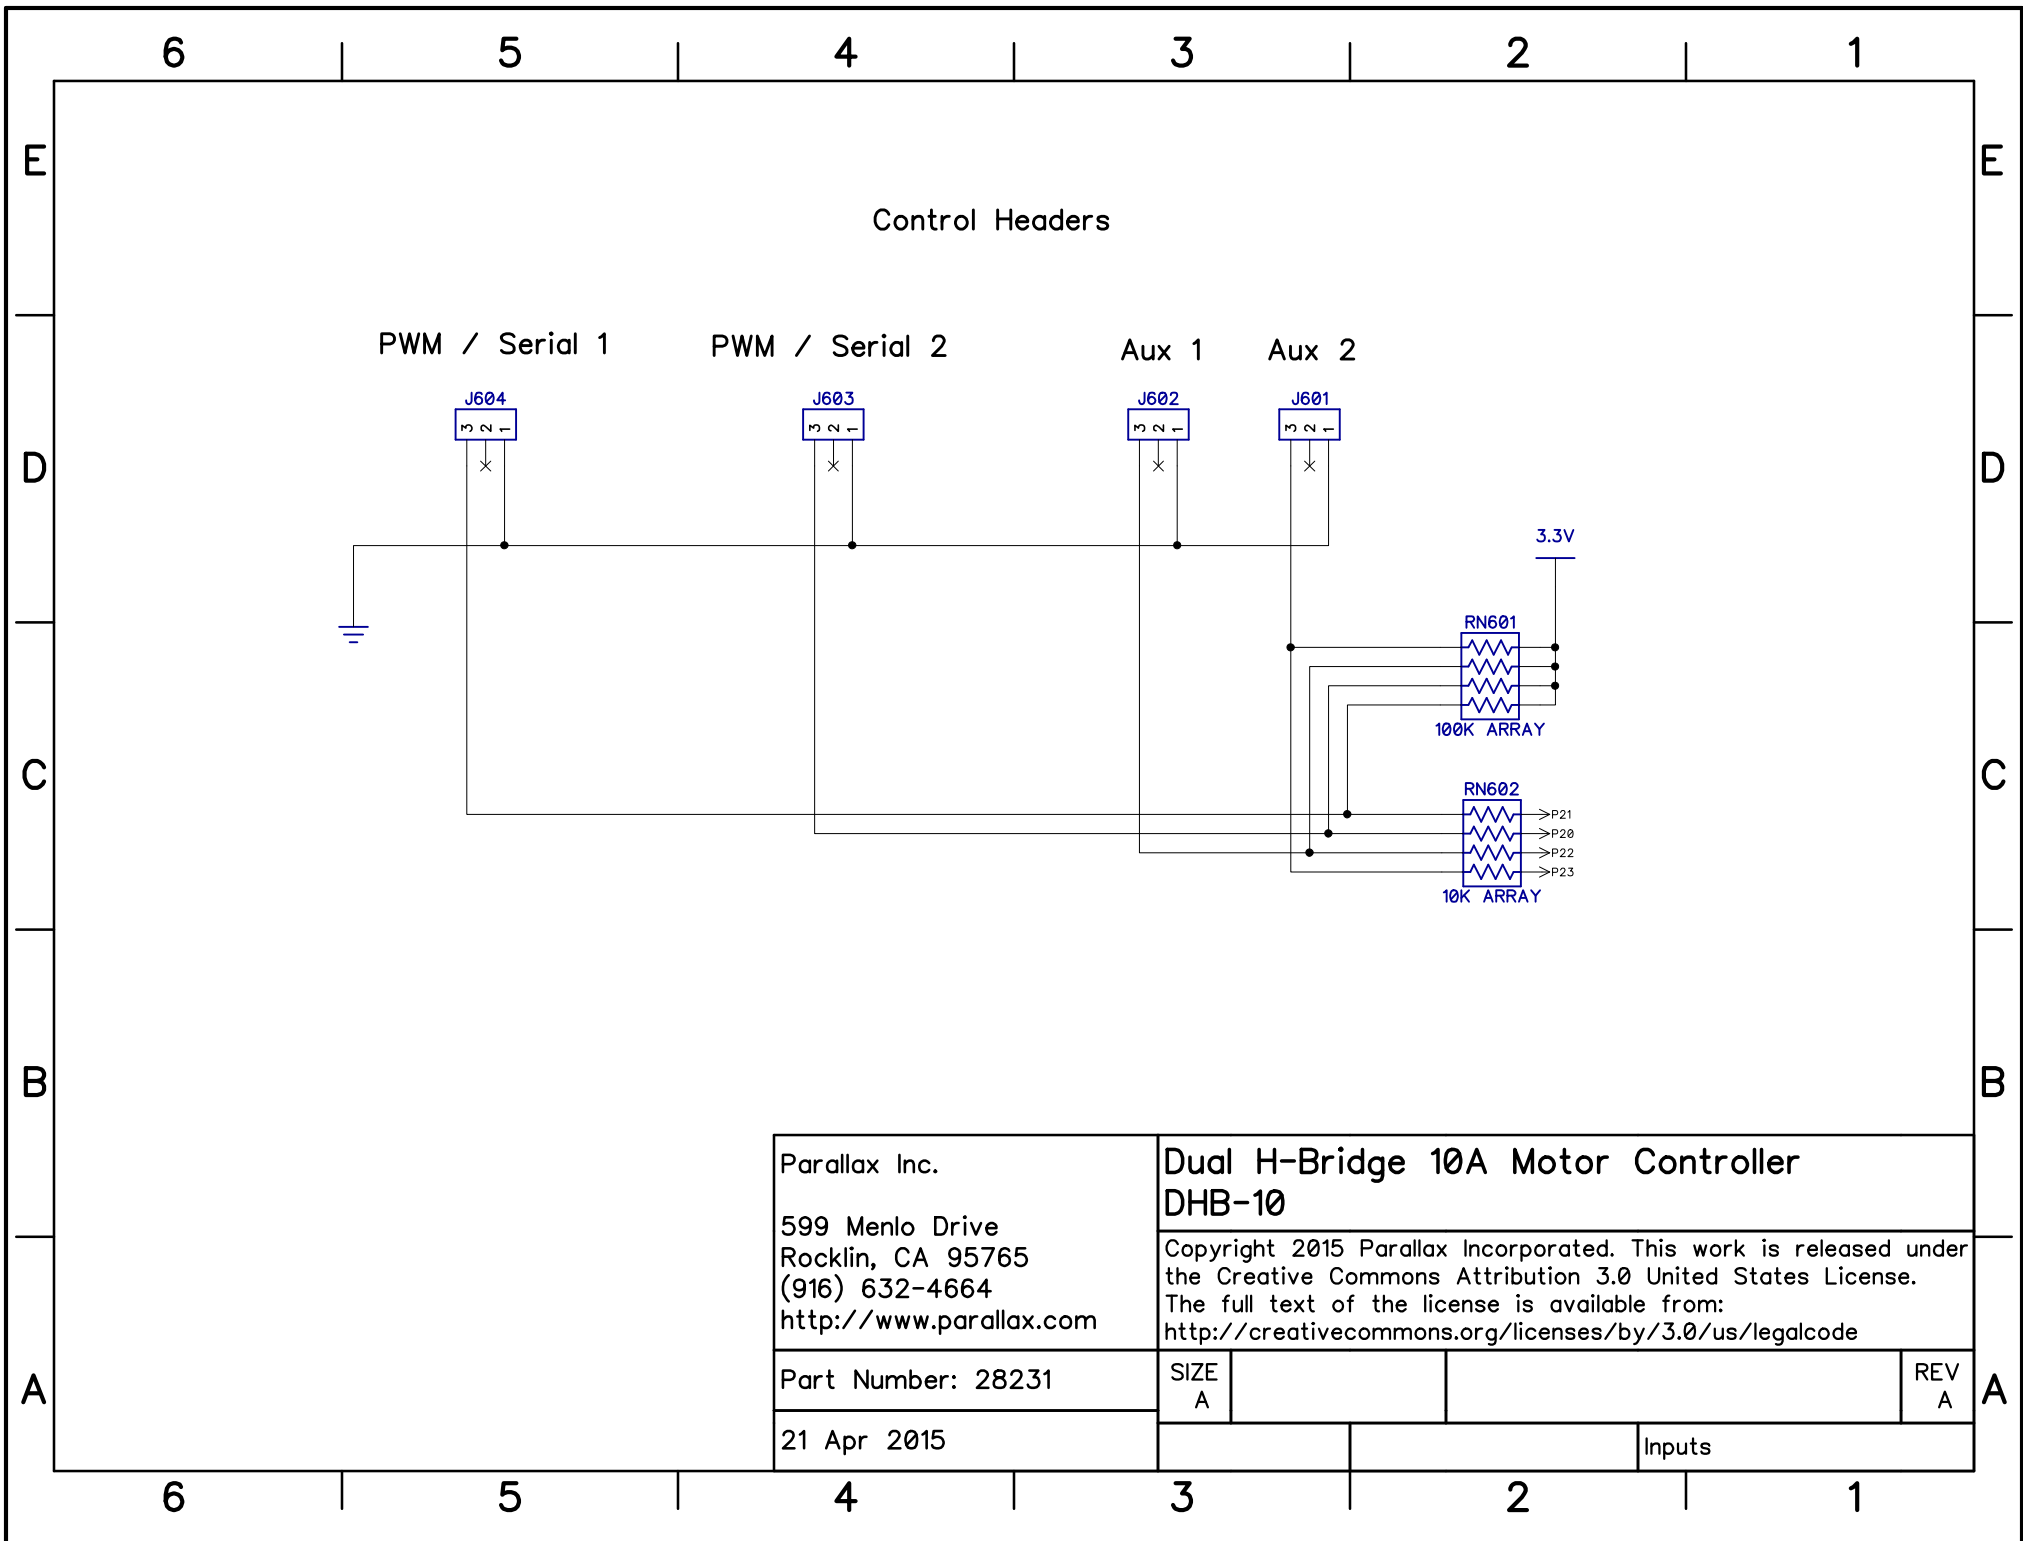 6 5 4 3 2 1
E E
Control Headers
PWM / Serial 1 PWM / Serial 2 Aux 1 Aux 2
J604 J603 J602 J601
3 2 1 3 2 1 3 2 1 3 2 1
D D
3.3V
RN601
100K ARRAY
C C
RN602
P21
P20
P22
P23
10K ARRAY
B B
Parallax Inc.
599 Menlo Drive
Rocklin, CA 95765
(916) 632-4664
http://www.parallax.com
Part Number: 28231
21 Apr 2015
Dual H-Bridge 10A Motor Controller
DHB-10
Copyright 2015 Parallax Incorporated. This work is released under
the Creative Commons Attribution 3.0 United States License.
The full text of the license is available from:
http://creativecommons.org/licenses/by/3.0/us/legalcode
SIZE
A
REV
A
Inputs
A A
6 5 4 3 2 1